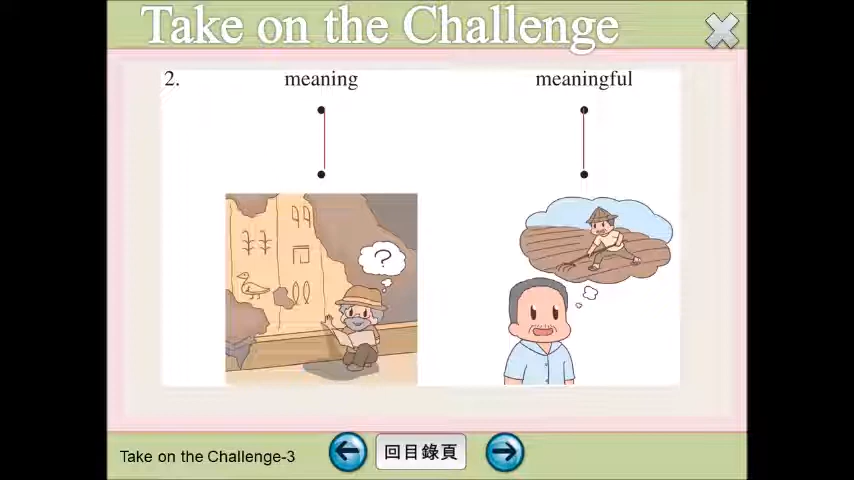 Take on the Challenge
2. meaning meaningful
?
Take on the Challenge-3 回目錄頁